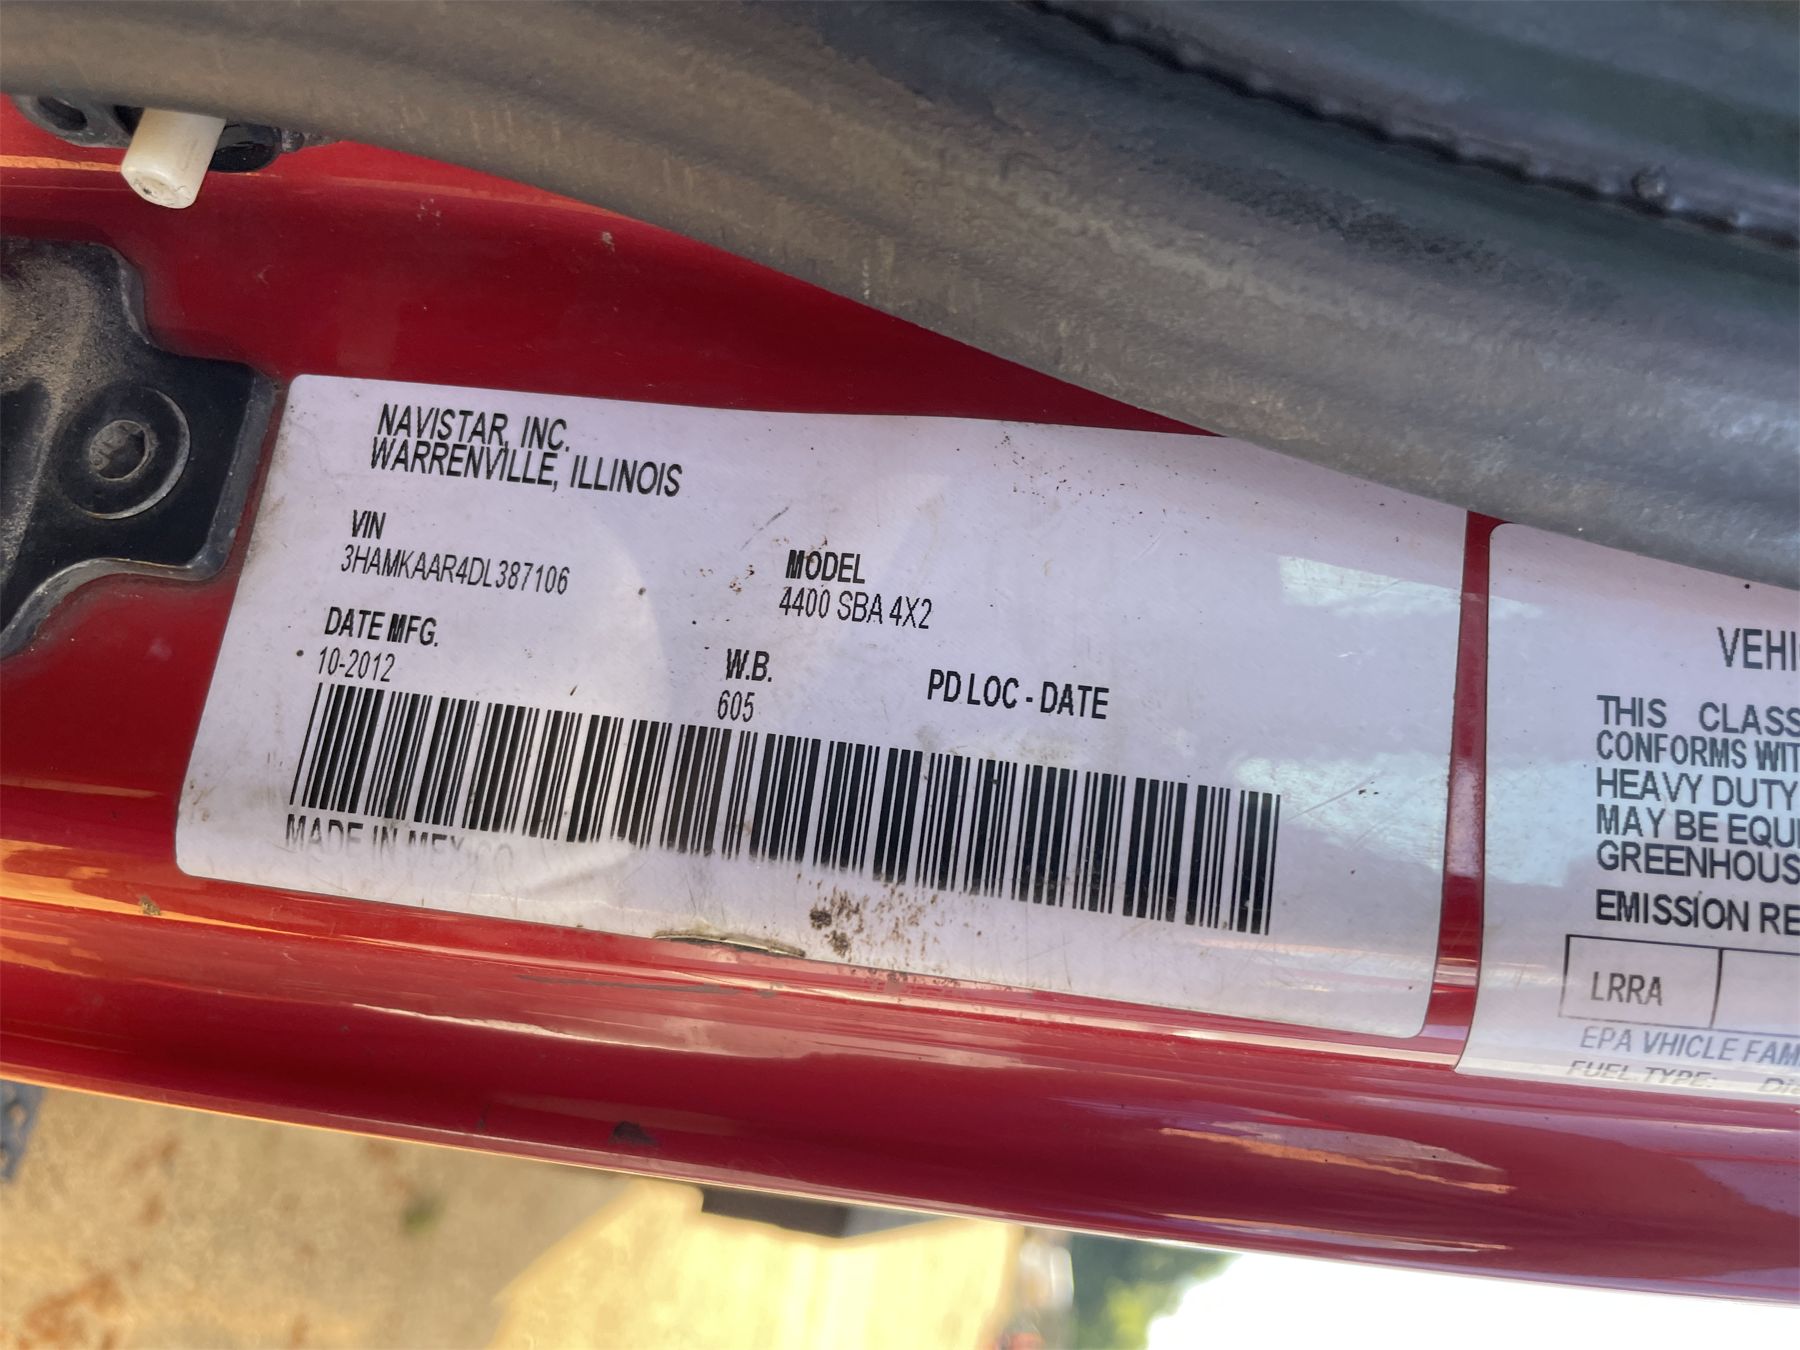 NAVISTAR, INC.
WARRENVILLE, ILLINOIS
VIN
3HAMKAAR4DL387106
MODEL
4400 SBA 4X2
DATE MFG.
10-2012
W.B.
605
PD LOC - DATE
MADE IN MEXICO
VEHI
THIS CLASS
CONFORMS WIT
HEAVY DUTY
MAY BE EQUI
GREENHOUS
EMISSION RE
LRRA
EPA VHICLE FAM
FUEL TYPE: Die